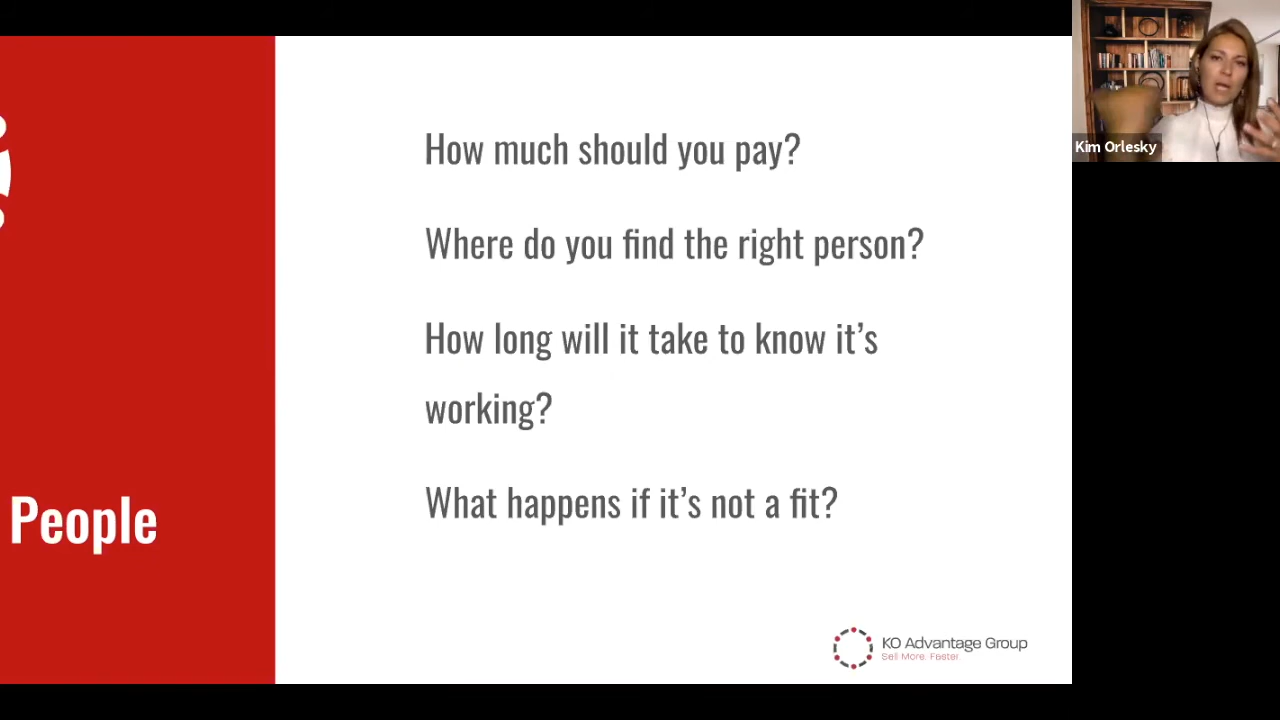 How much should you pay?
Where do you find the right person?
How long will it take to know it's
working?
What happens if it's not a fit?
People
KO Advantage Group
Sell More. Faster.
Kim Orlesky